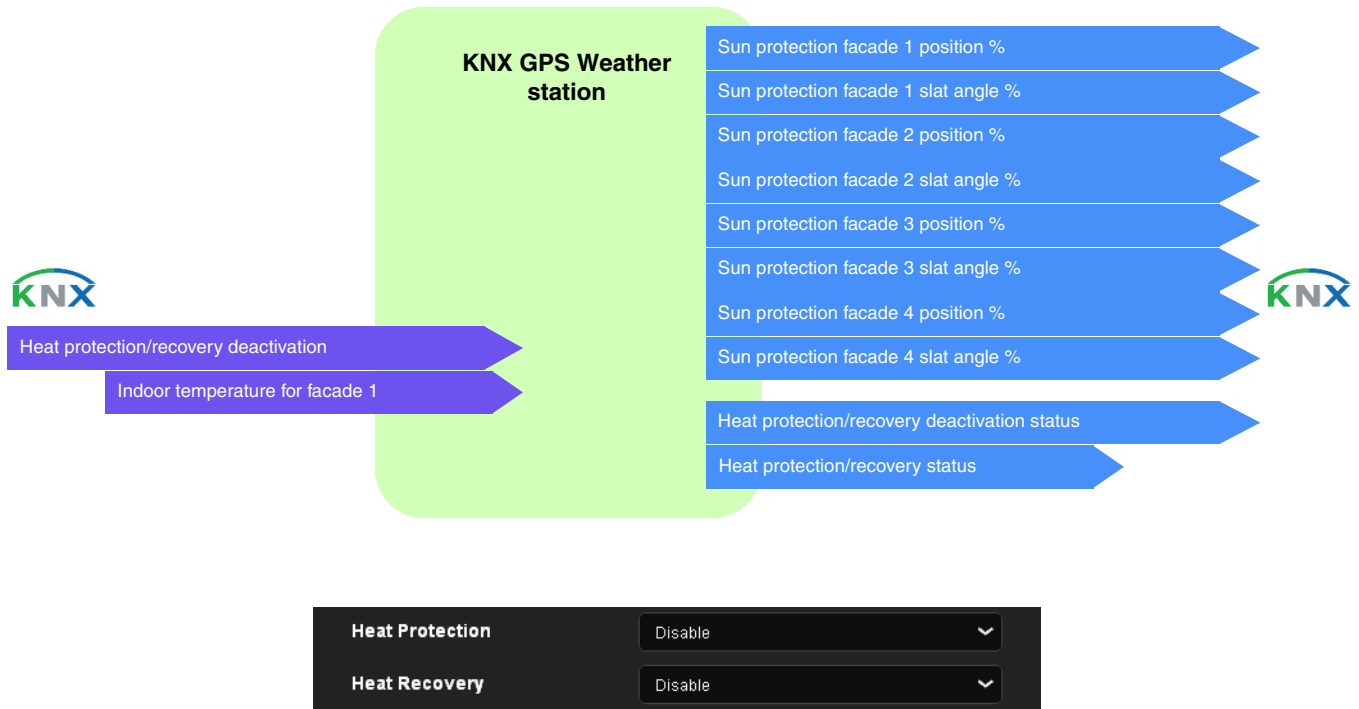 KNX GPS Weather
station
Sun protection facade 1 position %
Sun protection facade 1 slat angle %
Sun protection facade 2 position %
Sun protection facade 2 slat angle %
Sun protection facade 3 position %
Sun protection facade 3 slat angle %
Sun protection facade 4 position %
Sun protection facade 4 slat angle %
KNX
KNX
Heat protection/recovery deactivation
Indoor temperature for facade 1
Heat protection/recovery deactivation status
Heat protection/recovery status
Heat Protection Disable
Heat Recovery Disable